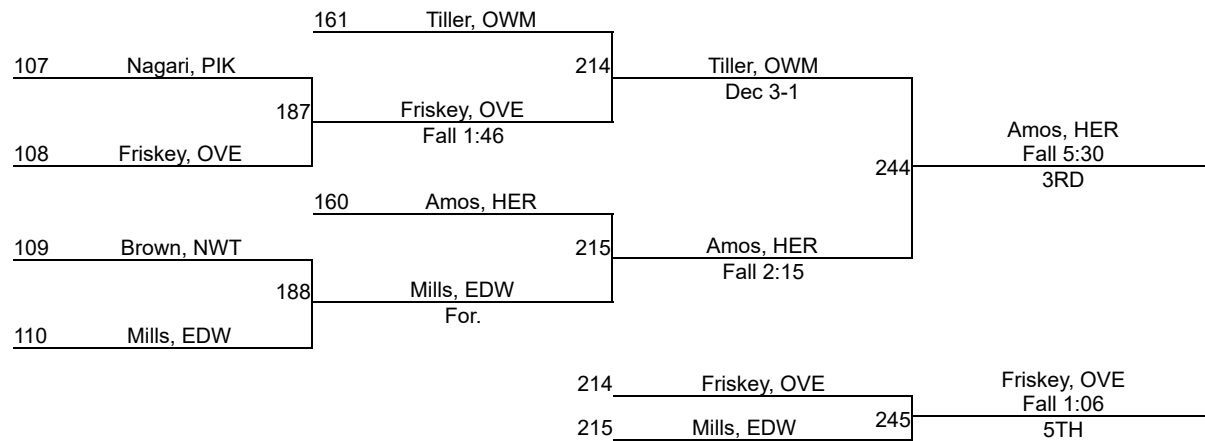 161 Tiller, OWM
107 Nagari, PIK
214
Tiller, OWM
Dec 3-1
187
Friskey, OVE
Fall 1:46
108 Friskey, OVE
244
Amos, HER
Fall 5:30
3RD
160 Amos, HER
109 Brown, NWT
215
Amos, HER
Fall 2:15
188
Mills, EDW
For.
110 Mills, EDW
214 Friskey, OVE
245
Friskey, OVE
Fall 1:06
5TH
215 Mills, EDW